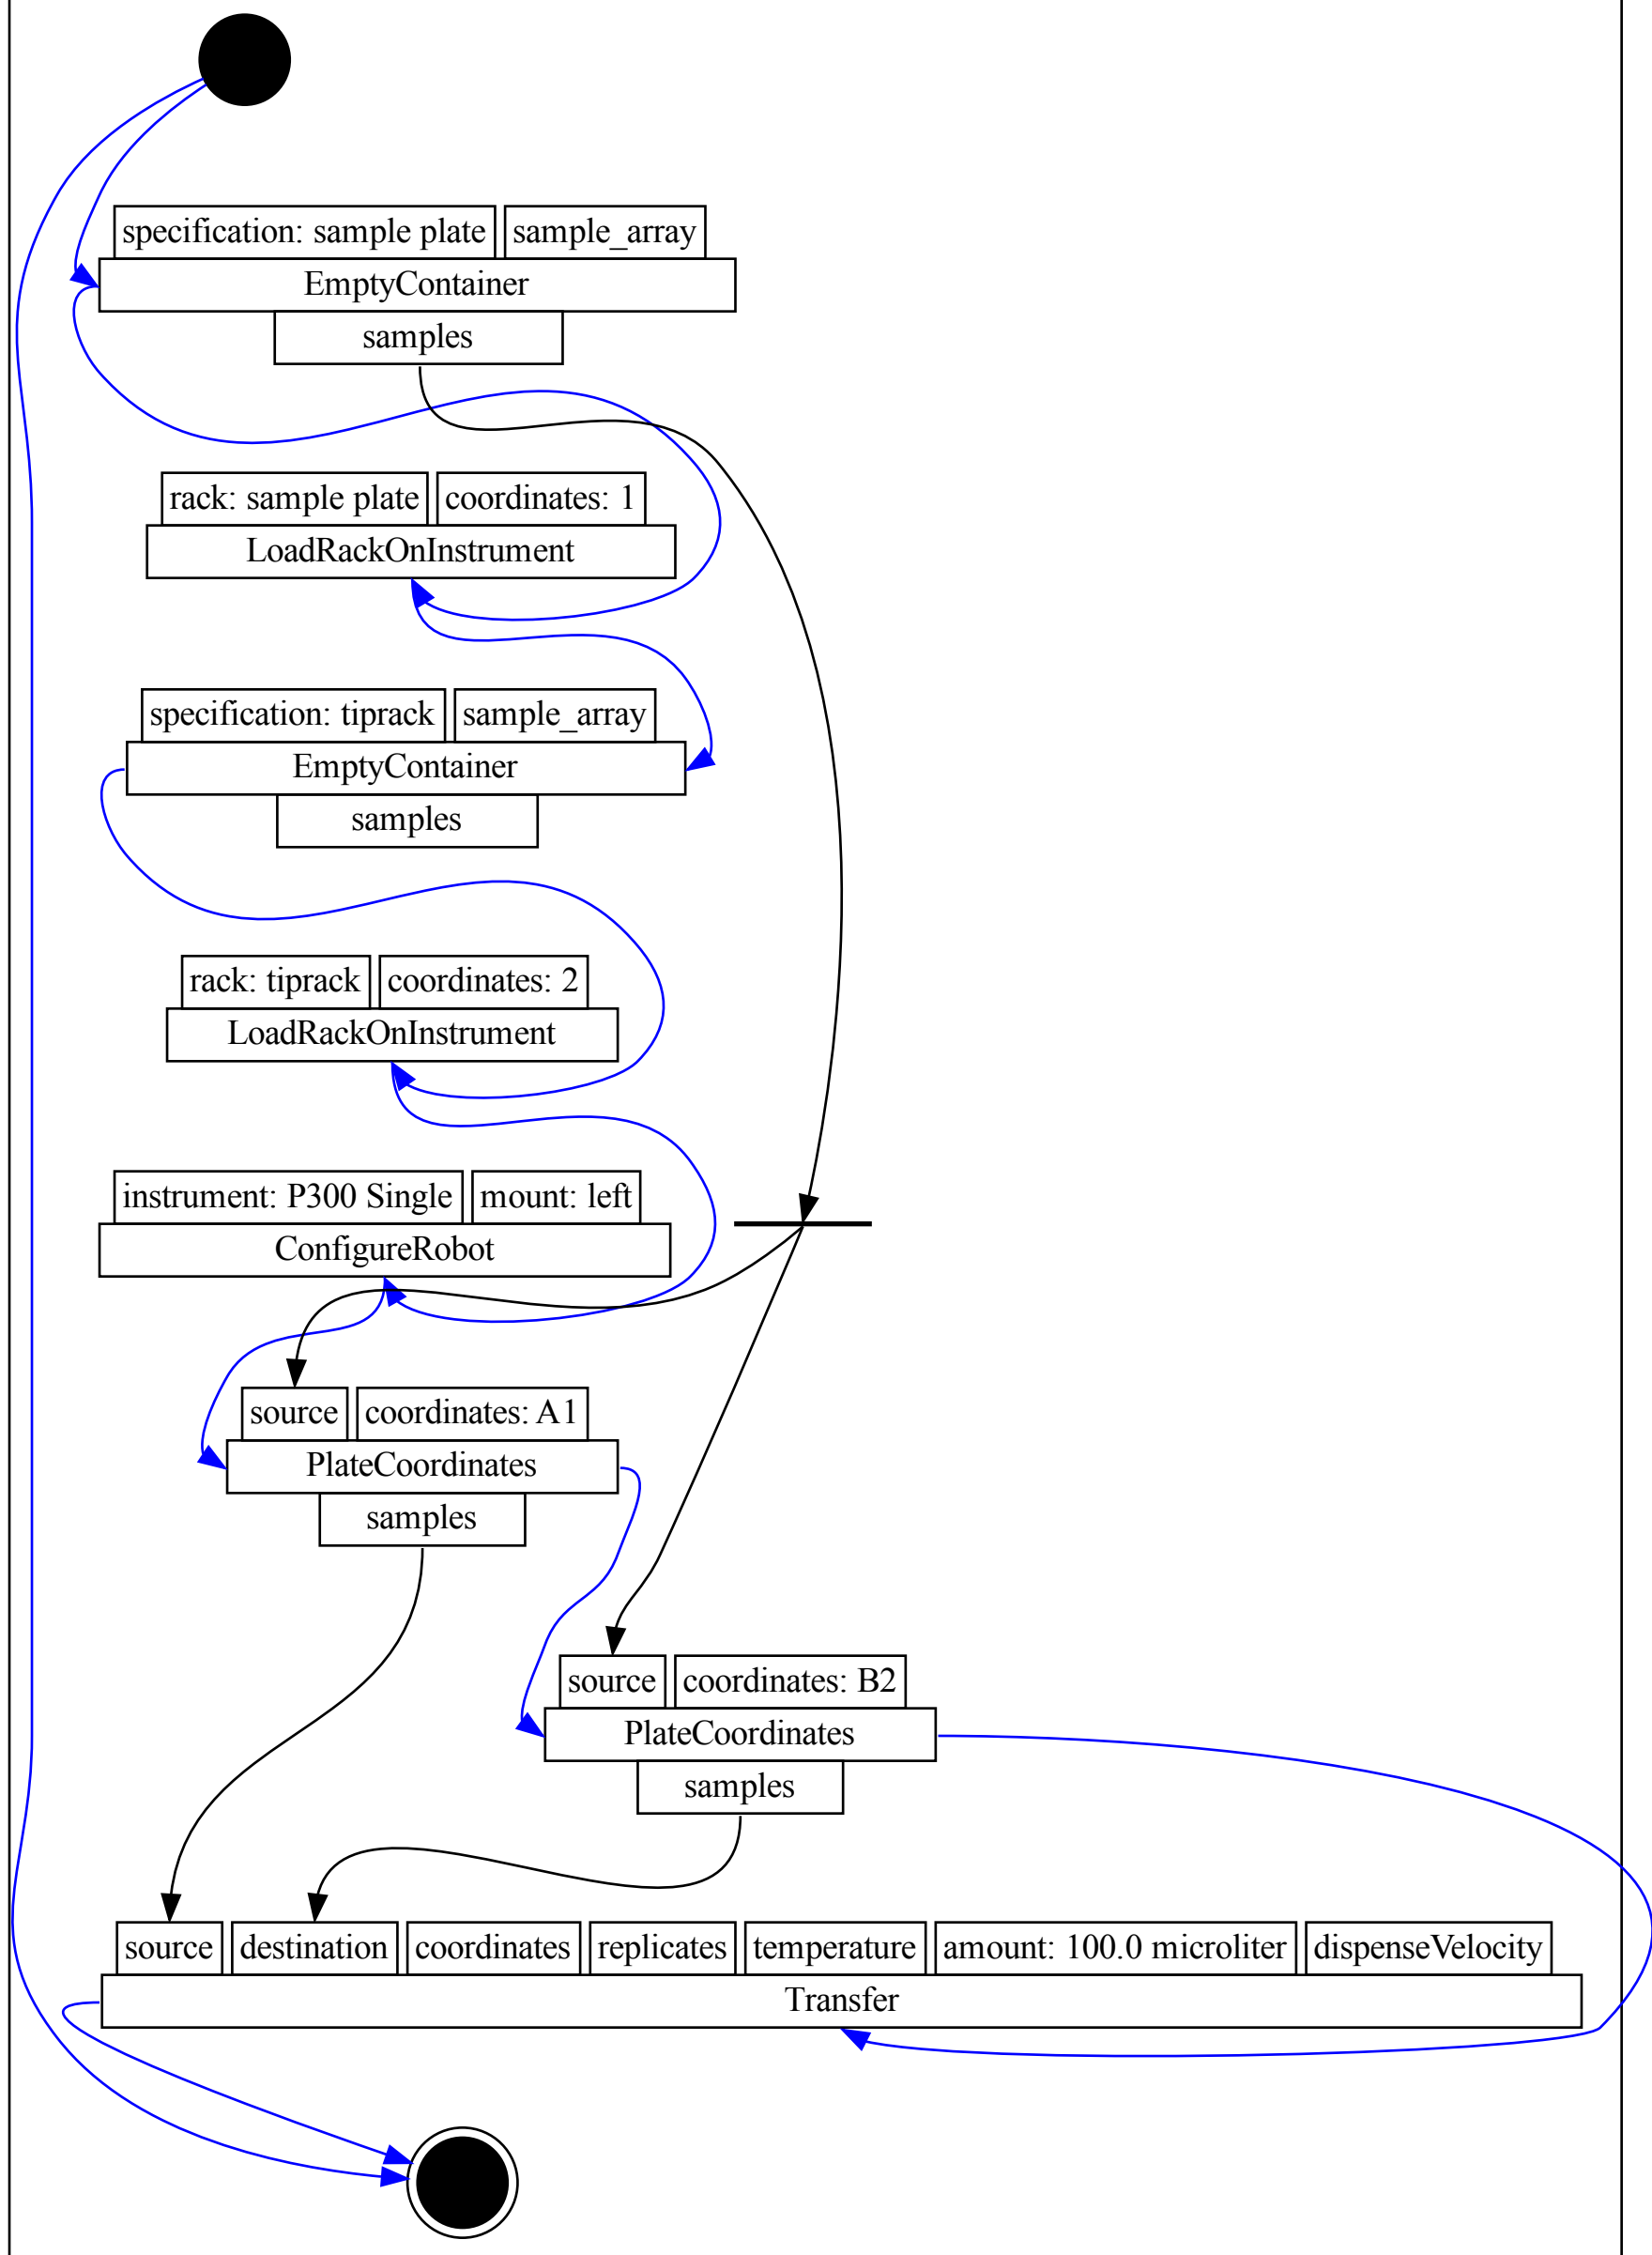 specification: sample plate sample_array
EmptyContainer
samples
rack: sample plate coordinates: 1
LoadRackOnInstrument
specification: tiprack sample_array
EmptyContainer
samples
rack: tiprack coordinates: 2
LoadRackOnInstrument
instrument: P300 Single mount: left
ConfigureRobot
source coordinates: A1
PlateCoordinates
samples
source coordinates: B2
PlateCoordinates
samples
source destination coordinates replicates temperature amount: 100.0 microliter dispenseVelocity
Transfer